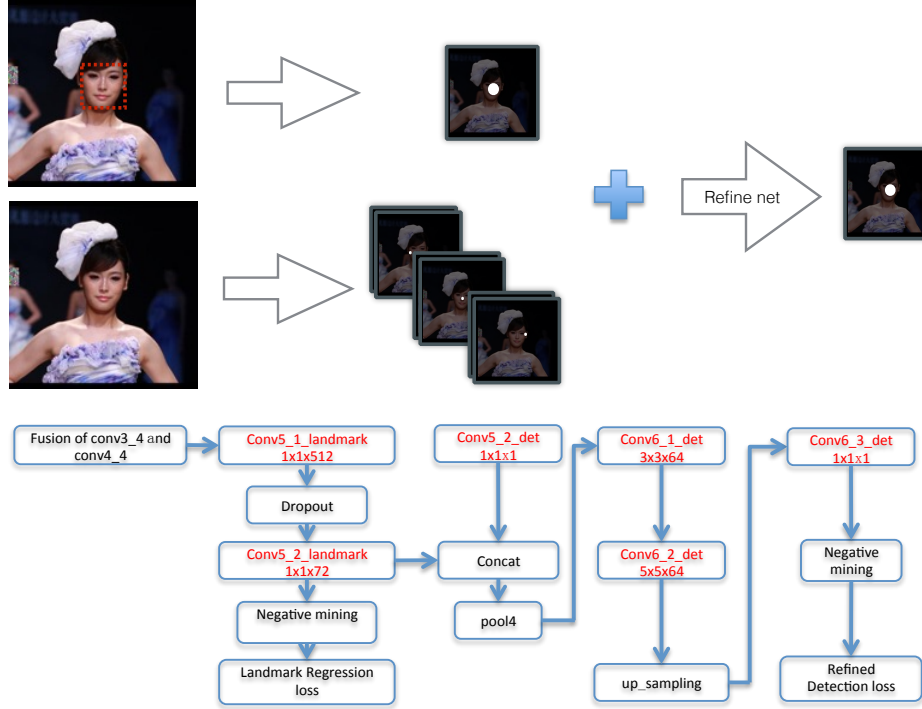 Refine net
Fusion of conv3_4 and
conv4_4
Conv5_1_landmark
1x1x512
Dropout
Conv5_2_landmark
1x1x72
Negative mining
Landmark Regression
loss
Conv5_2_det
1x1x1
Concat
pool4
Conv6_1_det
3x3x64
Conv6_2_det
5x5x64
up_sampling
Conv6_3_det
1x1x1
Negative
mining
Refined
Detection loss